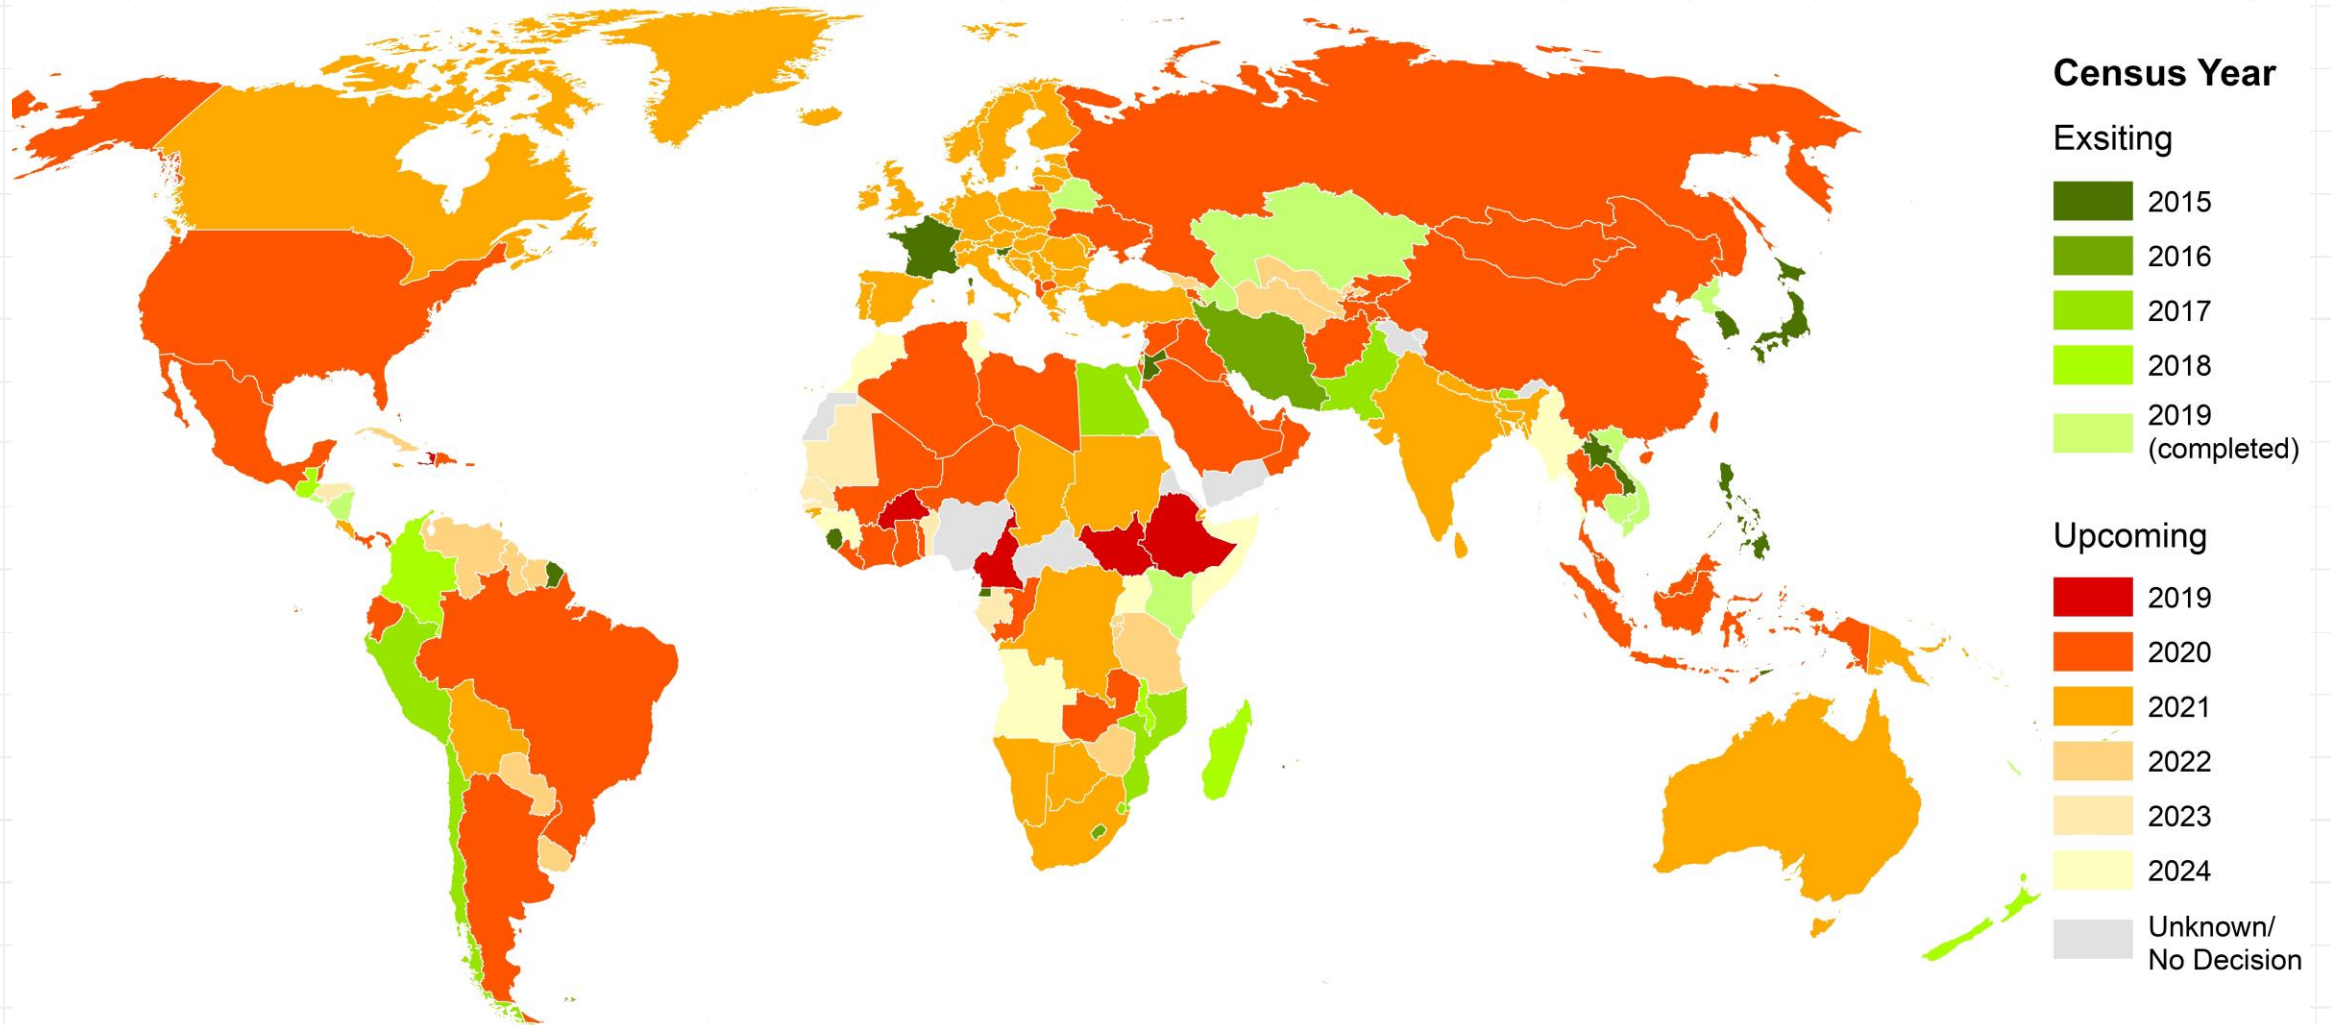 Census Year
Exsiting
2015
2016
2017
2018
2019
(completed)
Upcoming
2019
2020
2021
2022
2023
2024
Unknown/
No Decision